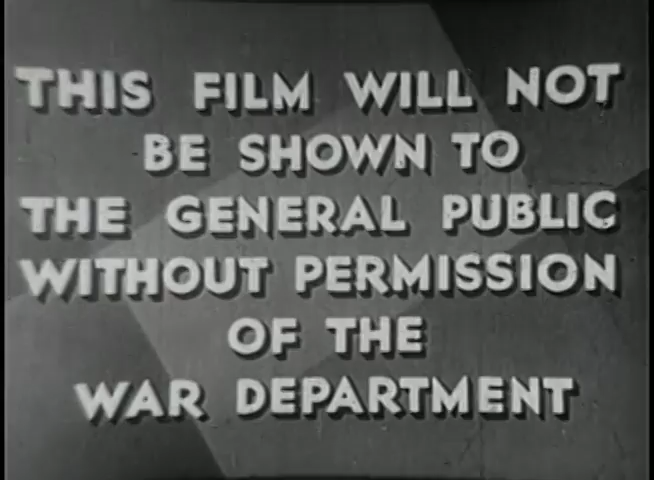 THIS FILM WILL NOT
BE SHOWN TO
THE GENERAL PUBLIC
WITHOUT PERMISSION
OF THE
WAR DEPARTMENT